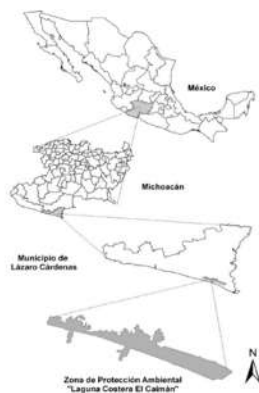 México
Michoacán
Municipio de
Lázaro Cárdenas
N
Zona de Protección Ambiental
"Laguna Costera El Caimán"